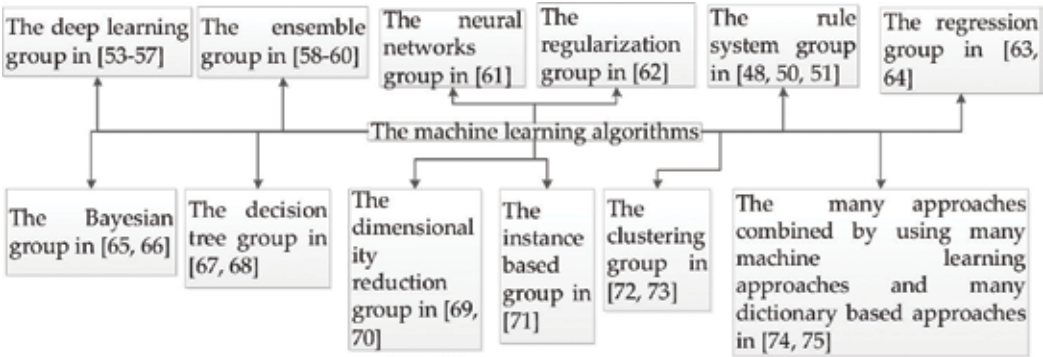 The deep learning
group in [53-57]
The ensemble
group in [58-60]
The neural
networks
group in [61]
The
regularization
group in [62]
The rule
system group
in [48, 50, 51]
The regression
group in [63,
64]
The machine learning algorithms
The Bayesian
group in [65, 66]
The decision
tree group in
[67, 68]
The
dimensional
ity
reduction
group in [69,
70]
The
instance
based
group in
[71]
The
clustering
group in
[72, 73]
The many approaches
combined by using many
machine learning
approaches and many
dictionary based approaches
in [74, 75]